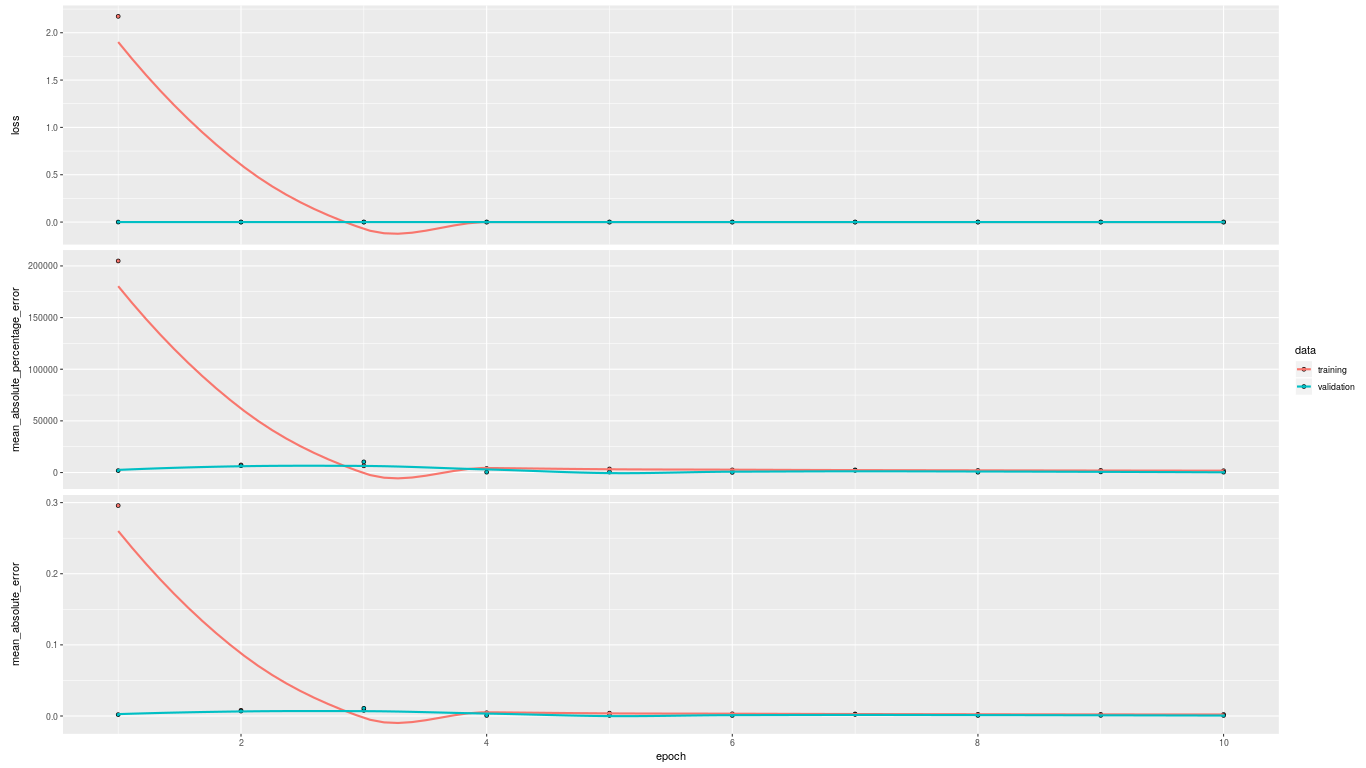 loss
2.0
1.5
1.0
0.5
0.0
mean_absolute_percentage_error
200000
150000
100000
50000
0
mean_absolute_error
0.3
0.2
0.1
0.0
2
4
6
8
10
epoch
data
training
validation